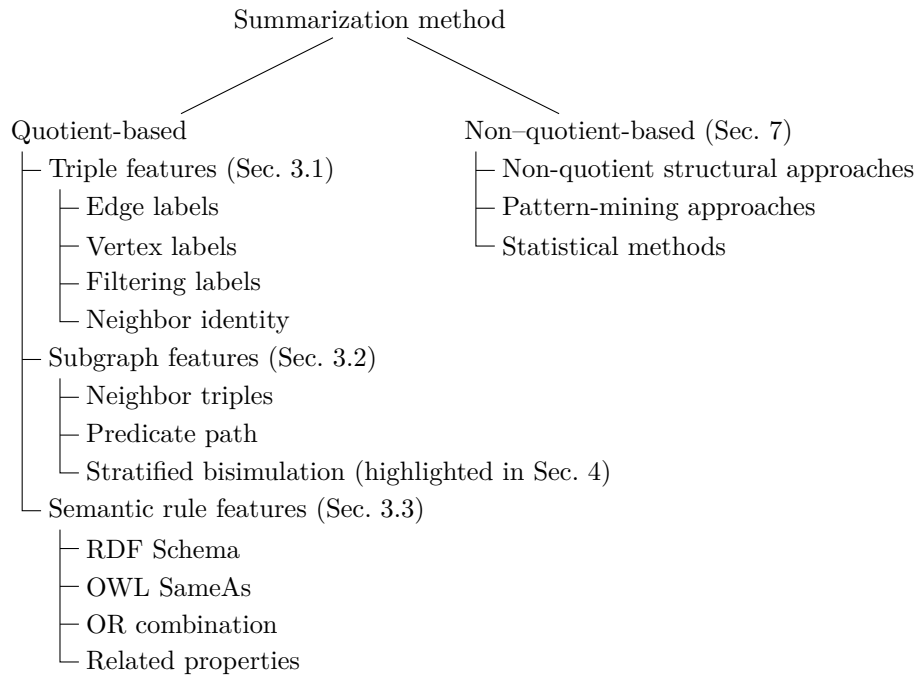 Summarization method
Quotient-based
Triple features (Sec. 3.1)
Edge labels
Vertex labels
Filtering labels
Neighbor identity
Subgraph features (Sec. 3.2)
Neighbor triples
Predicate path
Stratified bisimulation (highlighted in Sec. 4)
Semantic rule features (Sec. 3.3)
RDF Schema
OWL SameAs
OR combination
Related properties
Non–quotient-based (Sec. 7)
Non-quotient structural approaches
Pattern-mining approaches
Statistical methods